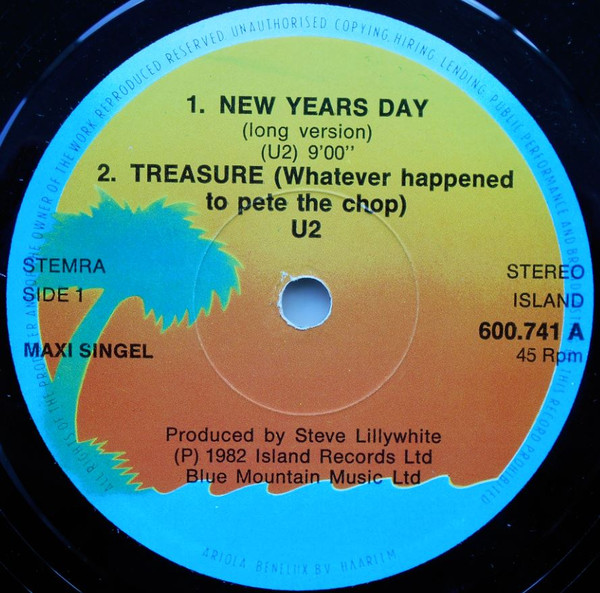 1. NEW YEARS DAY
(long version)
(U2) 9'00"
2. TREASURE (Whatever happened
to pete the chop)
U2
STEMRA
SIDE 1
MAXI SINGEL
STEREO
ISLAND
600.741 A
45 Rpm
Produced by Steve Lillywhite
(P) 1982 Island Records Ltd
Blue Mountain Music Ltd
ALL RIGHTS OF THE PRODUCER AND OF THE OWNER OF THE WORK REPRODUCED RESERVED. UNAUTHORISED COPYING, HIRING, LENDING, PUBLIC PERFORMANCE AND BROADCASTING OF THIS RECORD PROHIBITED
ARIOLA BENELUX B.V. HAARLEM